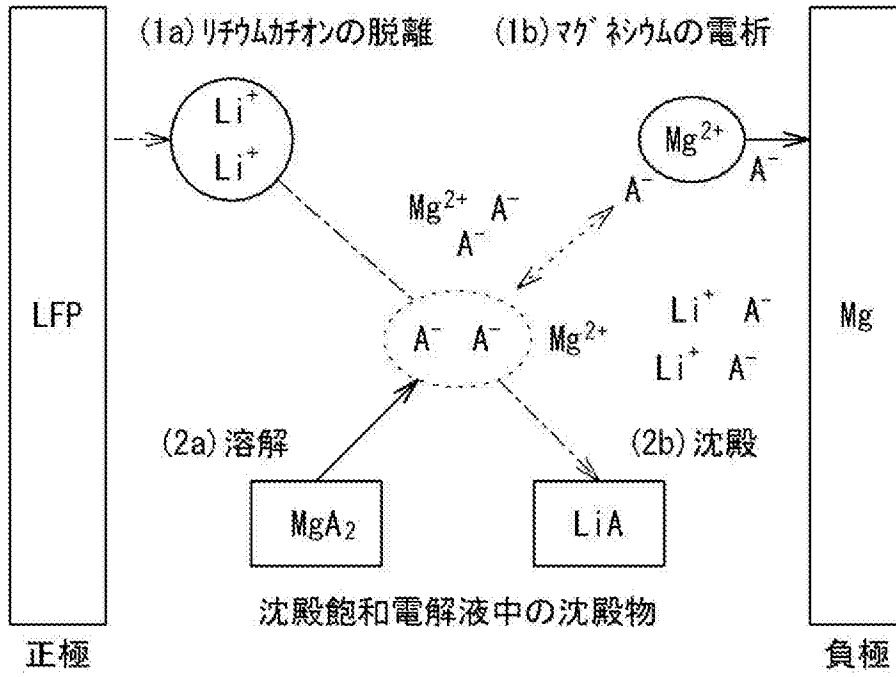 (1a)リチウムカチオンの脱離
(1b)マグネシウムの電析
Li⁺
Li⁺
Mg²⁺
A⁻
A⁻
Mg²⁺ A⁻
A⁻
LFP
A⁻ A⁻
Mg²⁺
Li⁺ A⁻
Li⁺ A⁻
Mg
(2a)溶解
(2b)沈殿
MgA₂
LiA
沈殿飽和電解液中の沈殿物
正極
負極